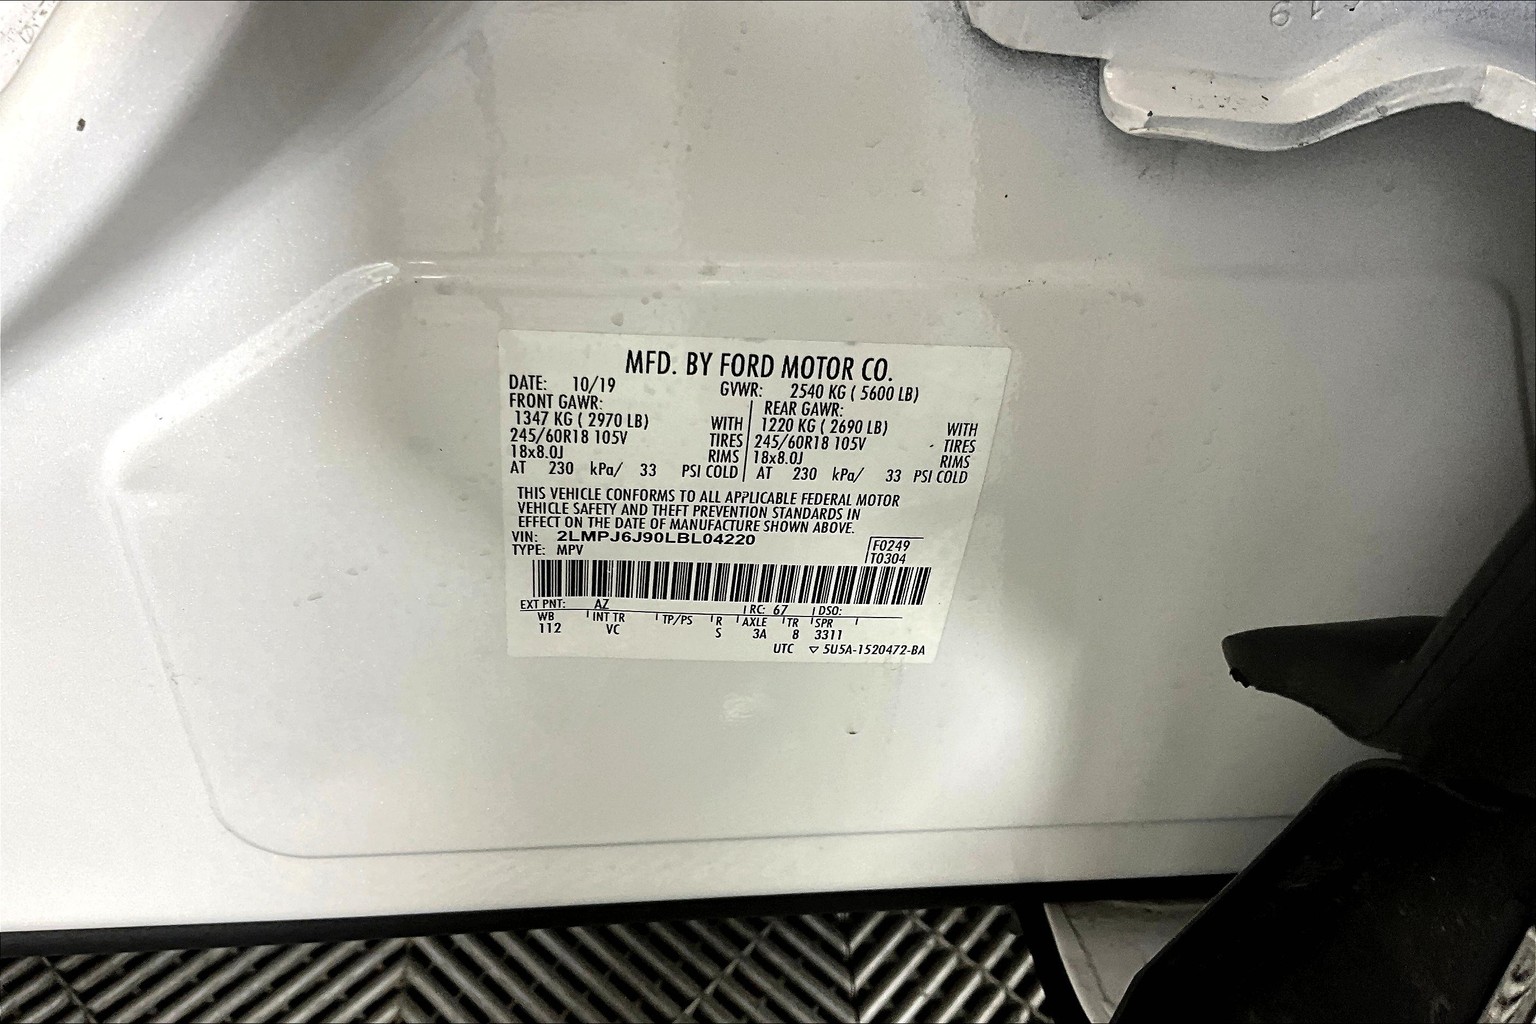 MFD. BY FORD MOTOR CO.
DATE: 10/19 GVWR: 2540 KG ( 5600 LB)
FRONT GAWR: REAR GAWR:
1347 KG ( 2970 LB) WITH 1220 KG ( 2690 LB) WITH
245/60R18 105V TIRES 245/60R18 105V TIRES
18x8.0J RIMS 18x8.0J RIMS
AT 230 kPa/ 33 PSI COLD AT 230 kPa/ 33 PSI COLD
THIS VEHICLE CONFORMS TO ALL APPLICABLE FEDERAL MOTOR
VEHICLE SAFETY AND THEFT PREVENTION STANDARDS IN
EFFECT ON THE DATE OF MANUFACTURE SHOWN ABOVE.
VIN: 2LMPJ6J90LBL04220
TYPE: MPV
F0249
T0304
EXT PNT: AZ RC: 67 DSO:
WB INT TR TP/PS R AXLE TR SPR
112 VC S 3A 8 3311
UTC ▽ 5U5A-1520472-BA